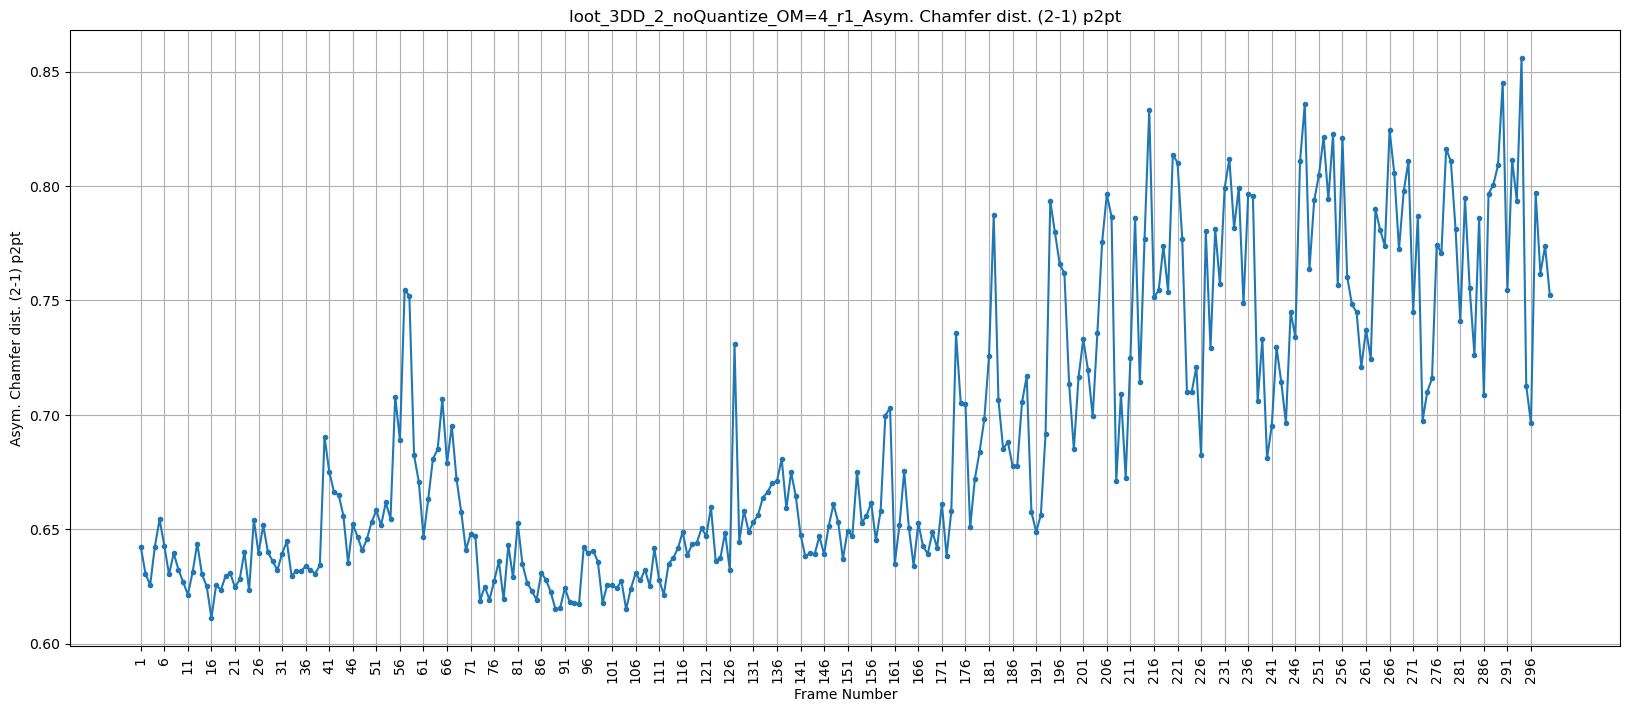 loot_3DD_2_noQuantize_OM=4_r1_Asym. Chamfer dist. (2-1) p2pt
Asym. Chamfer dist. (2-1) p2pt
0.85
0.80
0.75
0.70
0.65
0.60
1 6 11 16 21 26 31 36 41 46 51 56 61 66 71 76 81 86 91 96 101 106 111 116 121 126 131 136 141 146 151 156 161 166 171 176 181 186 191 196 201 206 211 216 221 226 231 236 241 246 251 256 261 266 271 276 281 286 291 296
Frame Number